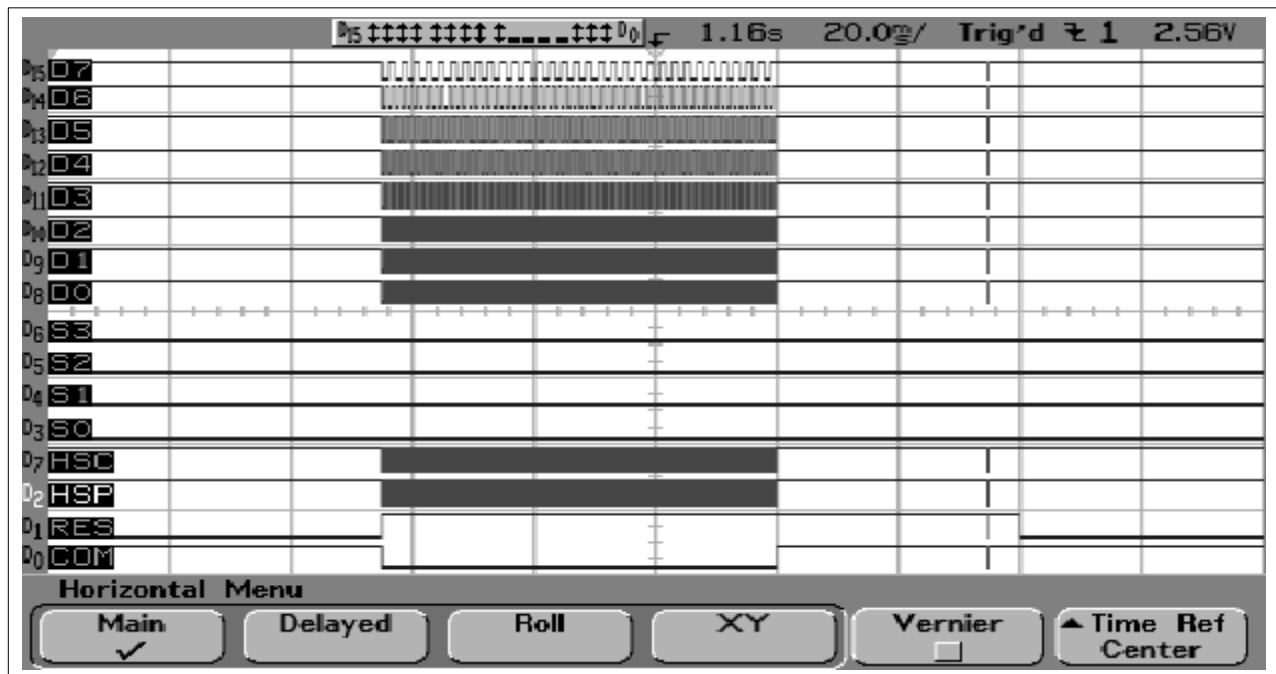 D15 ‡‡‡‡ ‡‡‡‡ ‡____‡‡‡ D0 1.16s 20.0ms/ Trig'd 1 2.56V
D15 D7
D14 D6
D13 D5
D12 D4
D11 D3
D10 D2
D9 D1
D8 D0
D6 S3
D5 S2
D4 S1
D3 S0
D7 HSC
D2 HSP
D1 RES
D0 COM
Horizontal Menu
Main Delayed Roll XY Vernier Time Ref
✓ Center